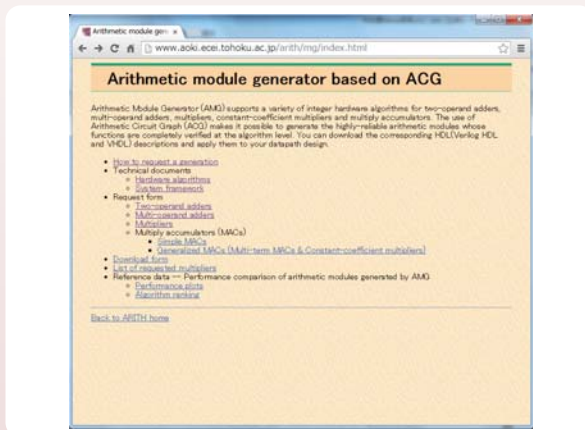 Arithmetic module gen
www.aoki.ecei.tohoku.ac.jp/arith/mg/index.html
Arithmetic module generator based on ACG
Arithmetic Module Generator (AMG) supports a variety of integer hardware algorithms for two-operand adders,
multi-operand adders, multipliers, constant-coefficient multipliers and multiply accumulators. The use of
Arithmetic Circuit Graph (ACG) makes it possible to generate the highly-reliable arithmetic modules whose
functions are completely verified at the algorithm level. You can download the corresponding HDL(Verilog HDL
and VHDL) descriptions and apply them to your datapath design.
How to request a generation
Technical documents
Hardware algorithms
System framework
Request form
Two-operand adders
Multi-operand adders
Multipliers
Multiply accumulators (MACs)
Simple MACs
Generalized MACs (Multi-term MACs & Constant-coefficient multipliers)
Download form
List of requested multipliers
Reference data -- Performance comparison of arithmetic modules generated by AMG
Performance plots
Algorithm ranking
Back to ARITH home